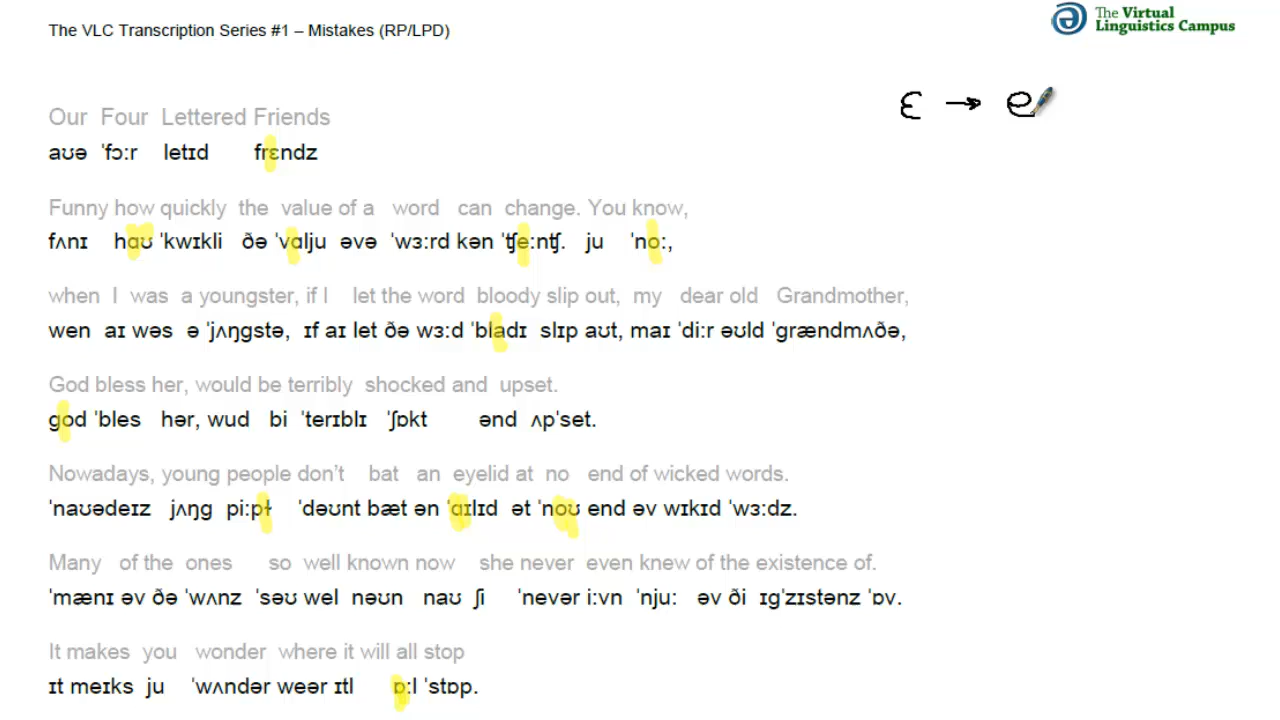 The VLC Transcription Series #1 – Mistakes (RP/LPD)
The Virtual
Linguistics Campus
ɛ → e
Our Four Lettered Friends
aʊə ˈfɔːr letɪd frɛndz
Funny how quickly the value of a word can change. You know,
fʌnɪ hɑʊ ˈkwɪkli ðə ˈvɑlju əvə ˈwɜːrd kən ˈʧeːnʧ. ju ˈnoː,
when I was a youngster, if I let the word bloody slip out, my dear old Grandmother,
wen aɪ wəs ə ˈjʌŋgstə, ɪf aɪ let ðə wɜːd ˈbladɪ slɪp aʊt, maɪ ˈdiːr əʊld ˈgrændmʌðə,
God bless her, would be terribly shocked and upset.
god ˈbles hər, wud bi ˈterɪblɪ ˈʃɒkt ənd ʌpˈset.
Nowadays, young people don't bat an eyelid at no end of wicked words.
ˈnaʊədeɪz jʌŋg piːpɫ ˈdəʊnt bæt ən ˈɑɪlɪd ət ˈnoʊ end əv wɪkɪd ˈwɜːdz.
Many of the ones so well known now she never even knew of the existence of.
ˈmænɪ əv ðə ˈwʌnz ˈsəʊ wel nəʊn naʊ ʃi ˈnevər iːvn ˈnjuː əv ði ɪgˈzɪstənz ˈɒv.
It makes you wonder where it will all stop
ɪt meɪks ju ˈwʌndər weər ɪtl ɒːl ˈstɒp.